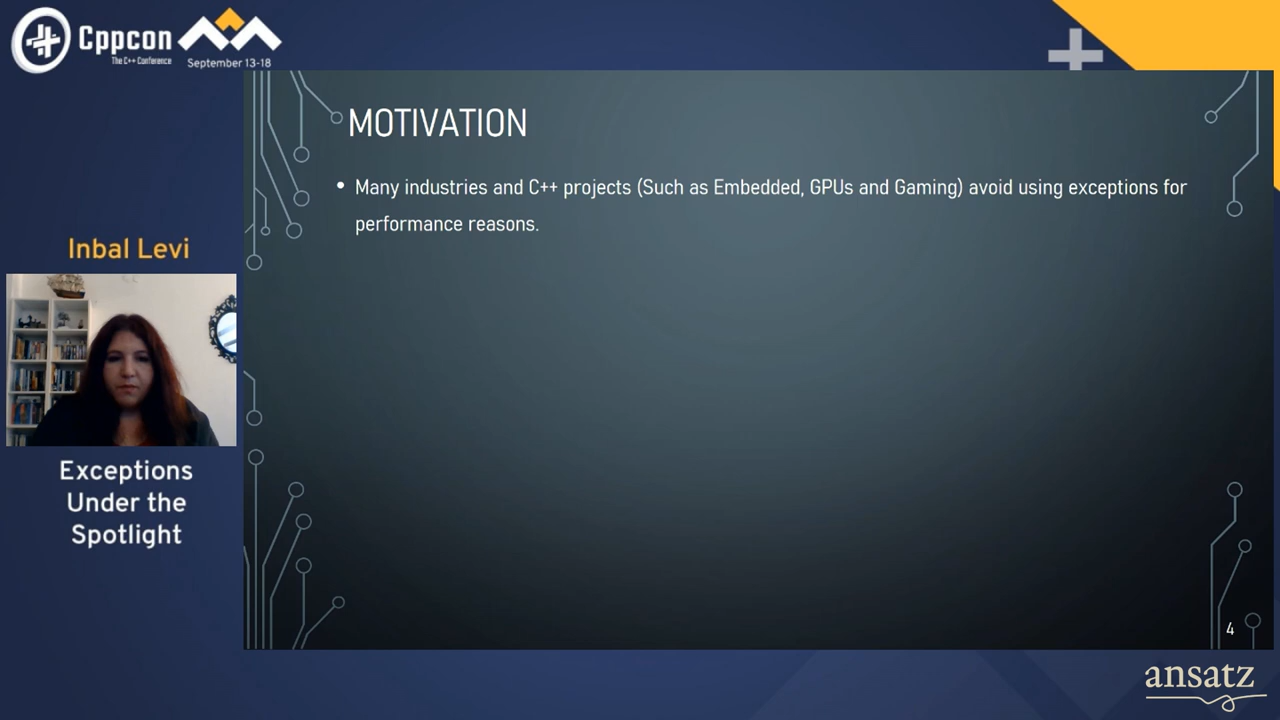 Cppcon
The C++ Conference
September 13-18
MOTIVATION
• Many industries and C++ projects (Such as Embedded, GPUs and Gaming) avoid using exceptions for
performance reasons.
Inbal Levi
Exceptions
Under the
Spotlight
4
ansatz